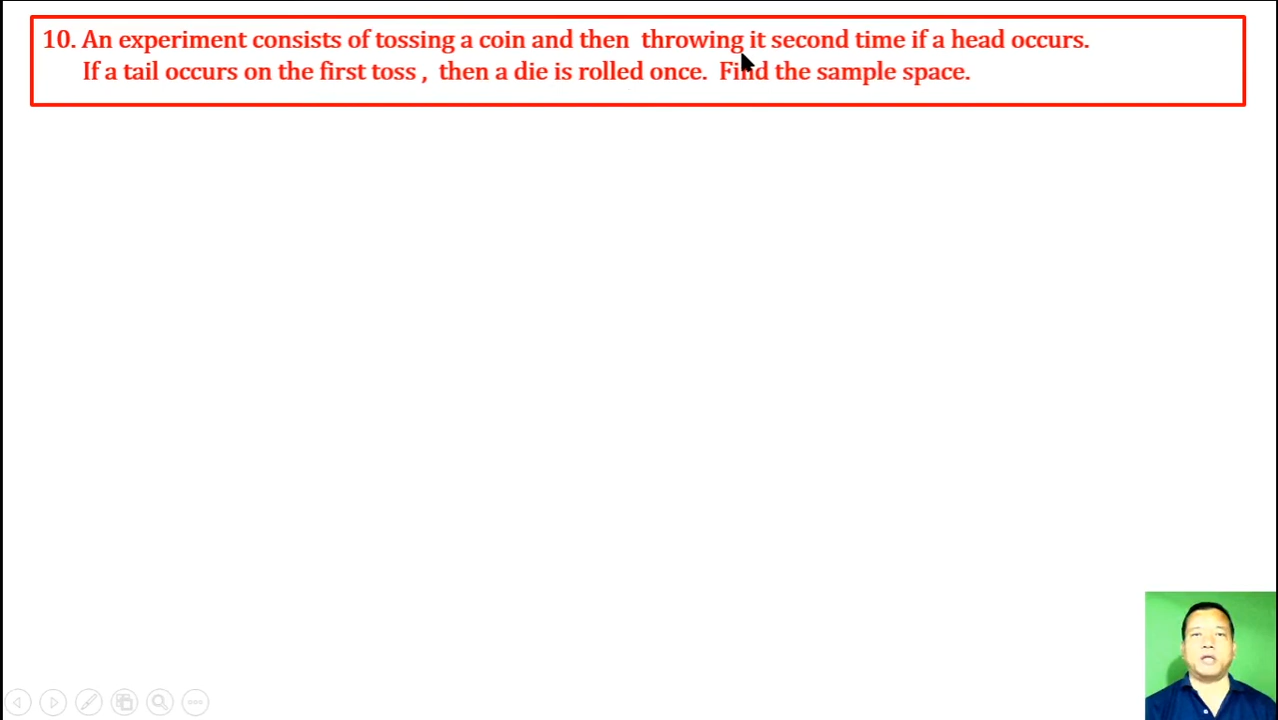 10. An experiment consists of tossing a coin and then throwing it second time if a head occurs.
If a tail occurs on the first toss , then a die is rolled once. Find the sample space.